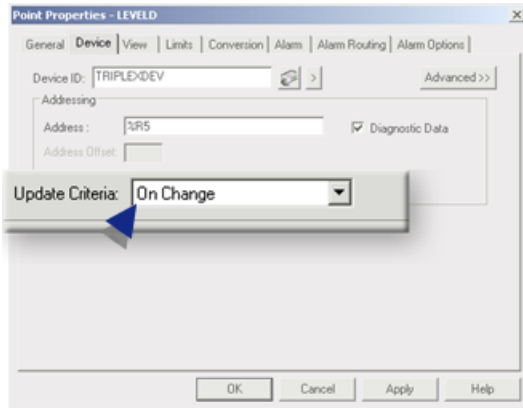 Point Properties - LEVELD
General Device View Limits Conversion Alarm Alarm Routing Alarm Options
Device ID: TRIPLEXDEV > Advanced >>
Addressing
Address : %R5 Diagnostic Data
Address Offset:
Update Criteria: On Change
OK Cancel Apply Help